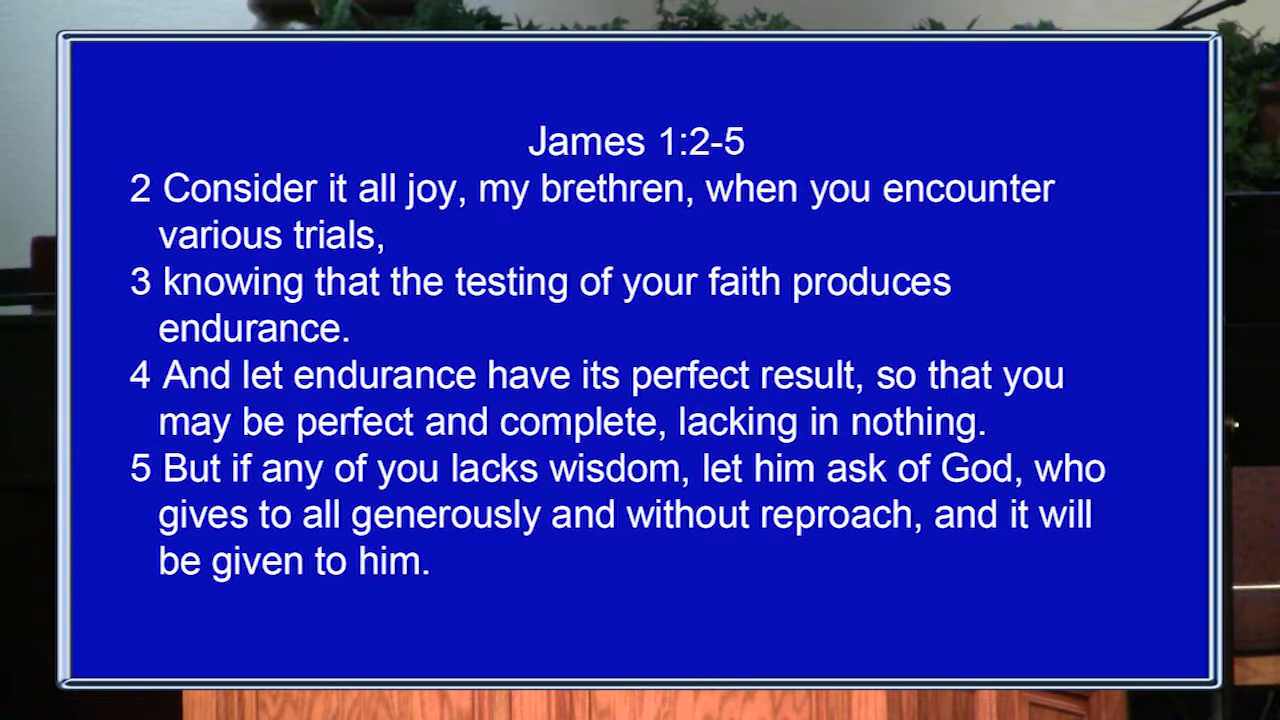 James 1:2-5
2 Consider it all joy, my brethren, when you encounter
various trials,
3 knowing that the testing of your faith produces
endurance.
4 And let endurance have its perfect result, so that you
may be perfect and complete, lacking in nothing.
5 But if any of you lacks wisdom, let him ask of God, who
gives to all generously and without reproach, and it will
be given to him.